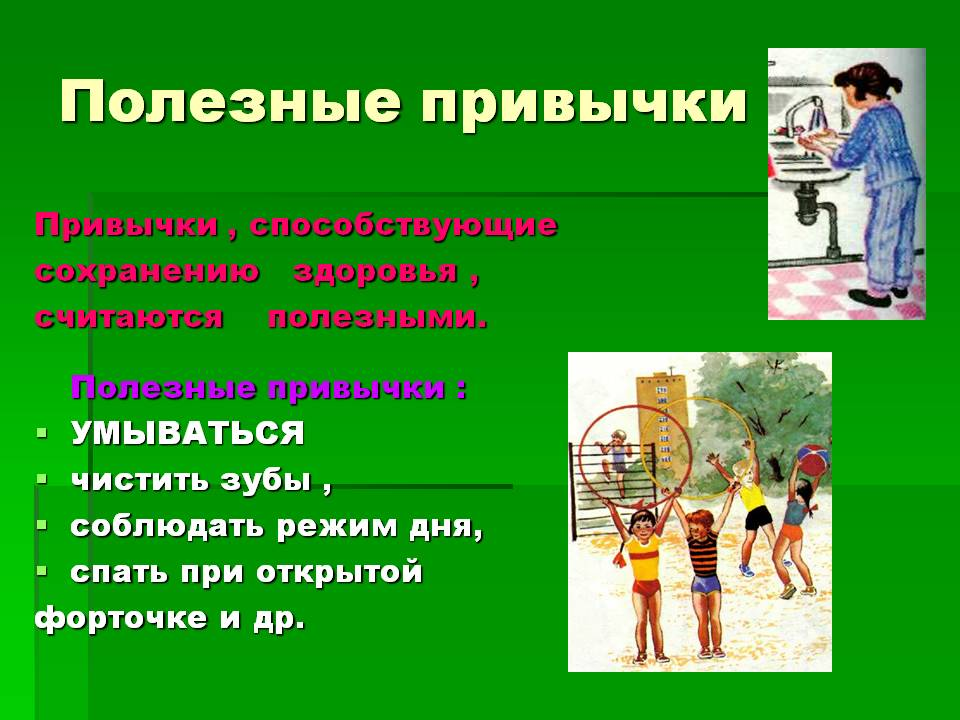 Полезные привычки
Привычки , способствующие
сохранению здоровья ,
считаются полезными.
Полезные привычки :
▪ УМЫВАТЬСЯ
▪ чистить зубы ,
▪ соблюдать режим дня,
▪ спать при открытой
форточке и др.